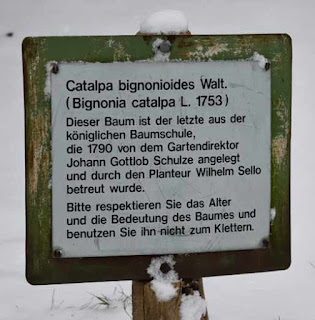 Catalpa bignonioides Walt.
(Bignonia catalpa L. 1753)
Dieser Baum ist der letzte aus der
königlichen Baumschule,
die 1790 von dem Gartendirektor
Johann Gottlob Schulze angelegt
und durch den Planteur Wilhelm Sello
betreut wurde.
Bitte respektieren Sie das Alter
und die Bedeutung des Baumes und
benutzen Sie ihn nicht zum Klettern.